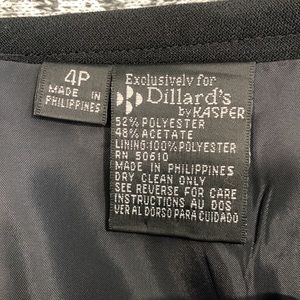 4P
MADE IN
PHILIPPINES
Exclusively for
Dillard's
by KASPER
52% POLYESTER
48% ACETATE
LINING:100% POLYESTER
RN 50610
MADE IN PHILIPPINES
DRY CLEAN ONLY
SEE REVERSE FOR CARE
INSTRUCTIONS AU DOS
VER AL DORSO PARA CUIDADO